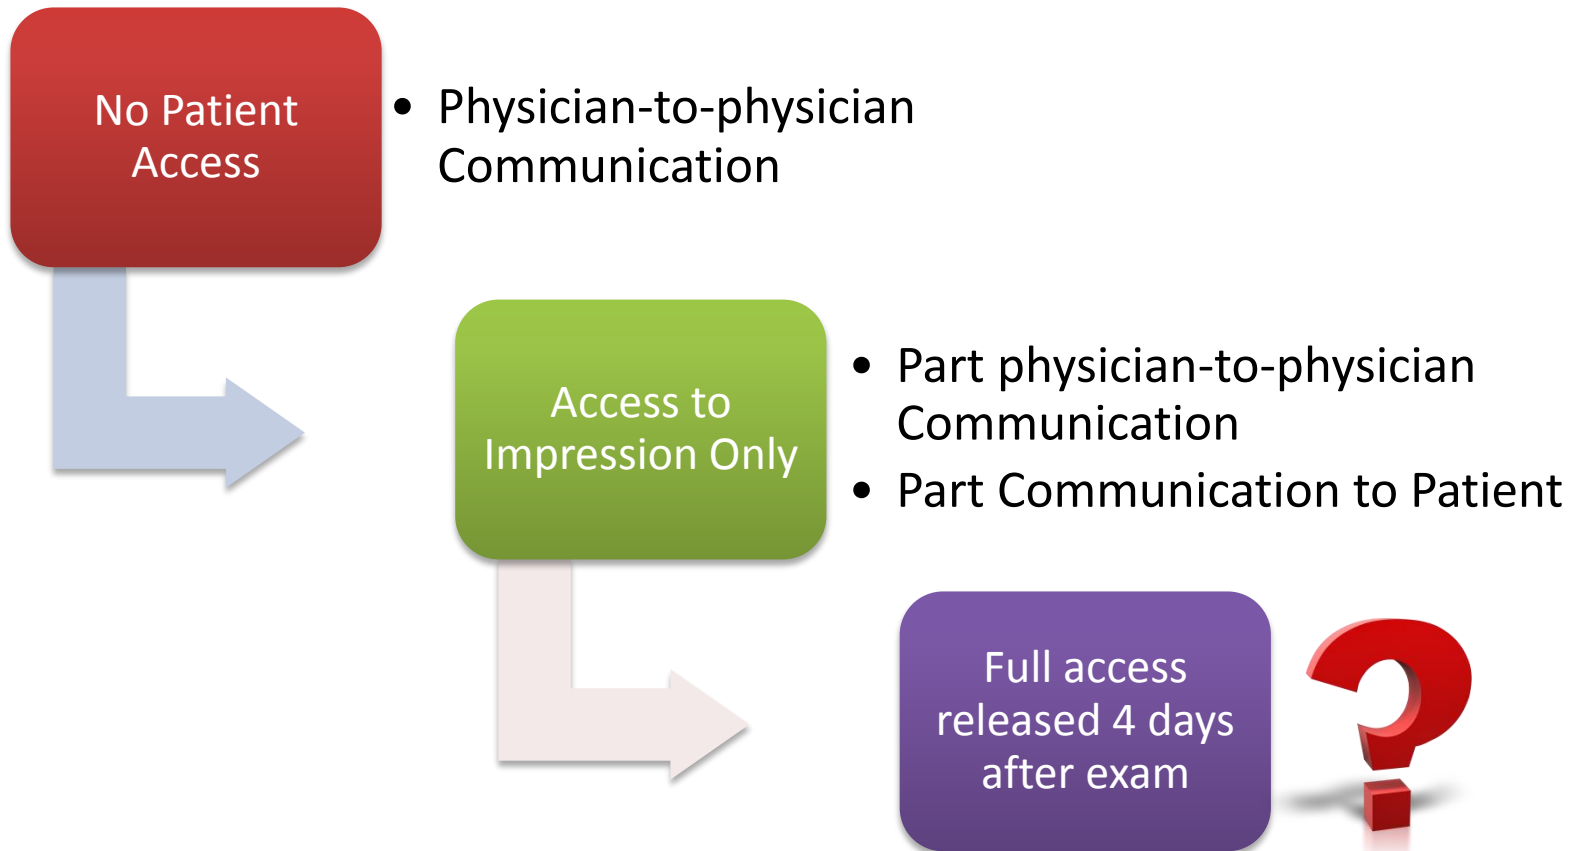 No Patient
Access
• Physician-to-physician
Communication
Access to
Impression Only
• Part physician-to-physician
Communication
• Part Communication to Patient
Full access
released 4 days
after exam
?